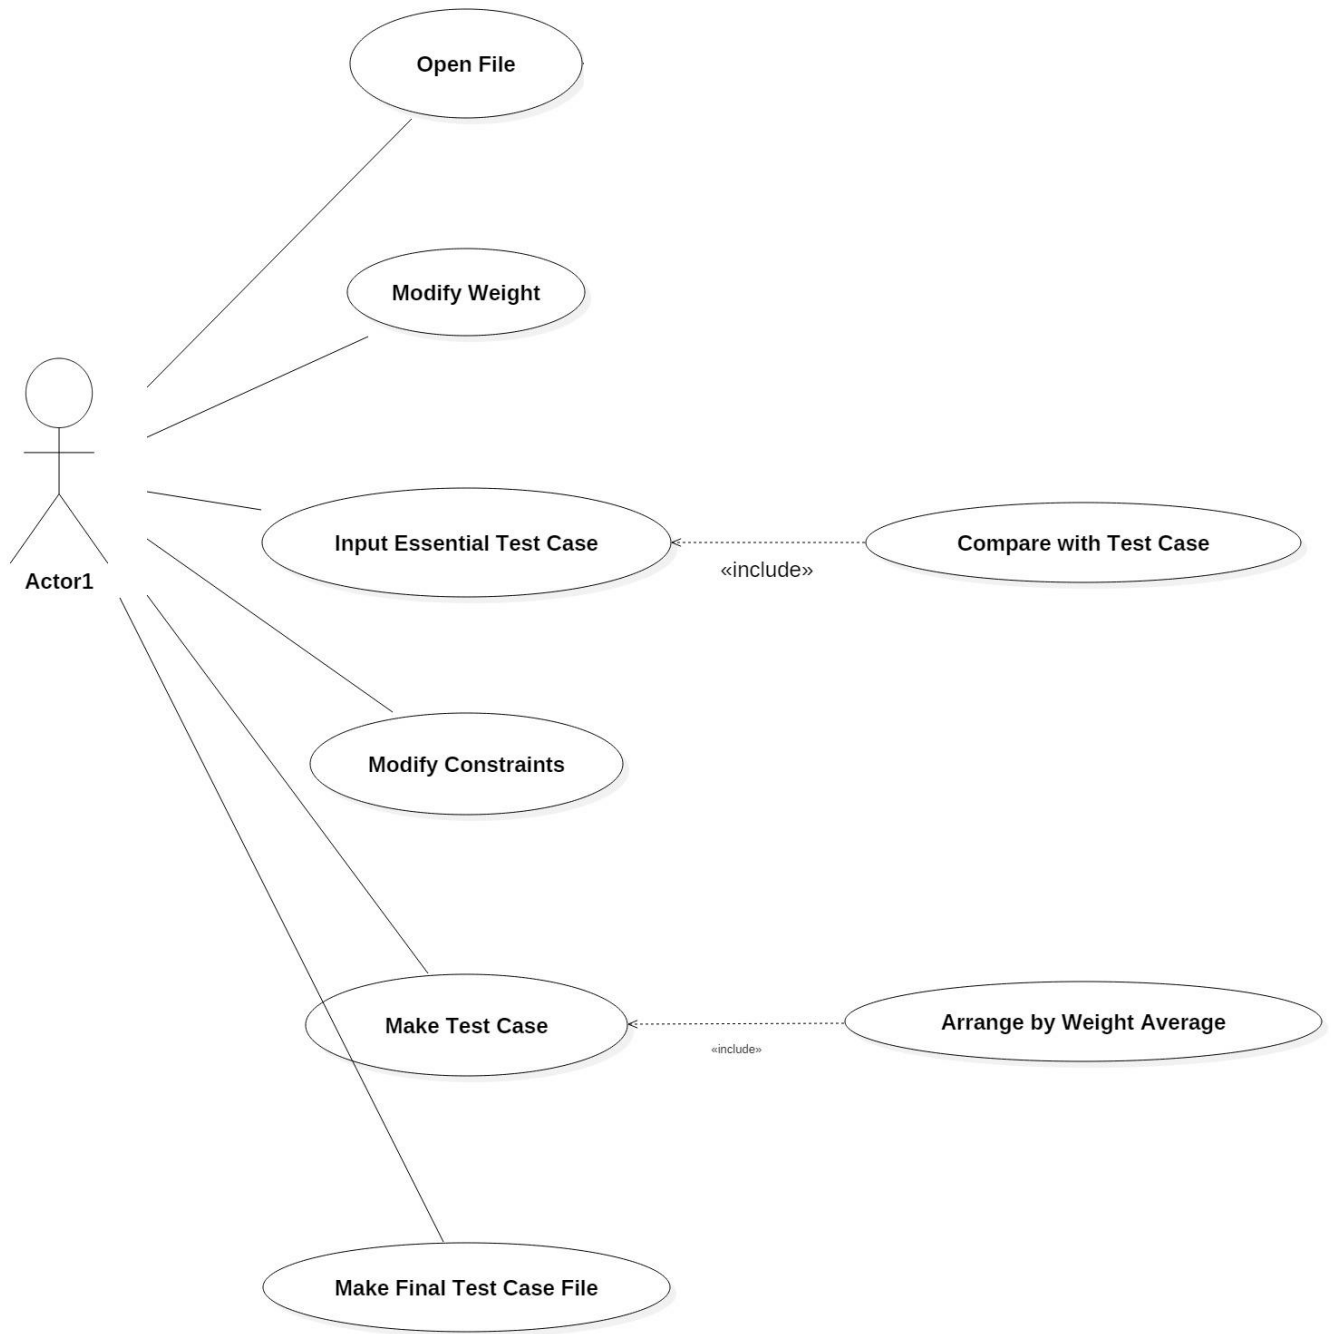 Open File
Modify Weight
Actor1
Input Essential Test Case
«include»
Compare with Test Case
Modify Constraints
Make Test Case
«include»
Arrange by Weight Average
Make Final Test Case File